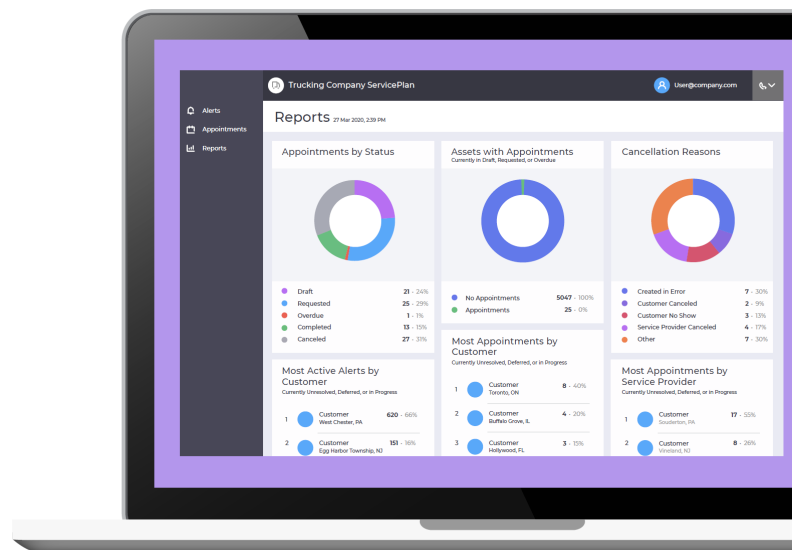 Trucking Company ServicePlan
User@company.com
Alerts
Appointments
Reports
Reports 27 Mar 2020, 2:39 PM
Appointments by Status
Draft 21 - 24%
Requested 25 - 29%
Overdue 1 - 1%
Completed 13 - 15%
Canceled 27 - 31%
Most Active Alerts by
Customer
Currently Unresolved, Deferred, or in Progress
1 Customer 620 - 66%
West Chester, PA
2 Customer 151 - 16%
Egg Harbor Township, NJ
Assets with Appointments
Currently in Draft, Requested, or Overdue
No Appointments 5047 - 100%
Appointments 25 - 0%
Most Appointments by
Customer
Currently Unresolved, Deferred, or in Progress
1 Customer 8 - 40%
Toronto, ON
2 Customer 4 - 20%
Buffalo Grove, IL
3 Customer 3 - 15%
Hollywood, FL
Cancellation Reasons
Created in Error 7 - 30%
Customer Canceled 2 - 9%
Customer No Show 3 - 13%
Service Provider Canceled 4 - 17%
Other 7 - 30%
Most Appointments by
Service Provider
Currently Unresolved, Deferred, or in Progress
1 Customer 17 - 55%
Souderton, PA
2 Customer 8 - 26%
Vineland, NJ